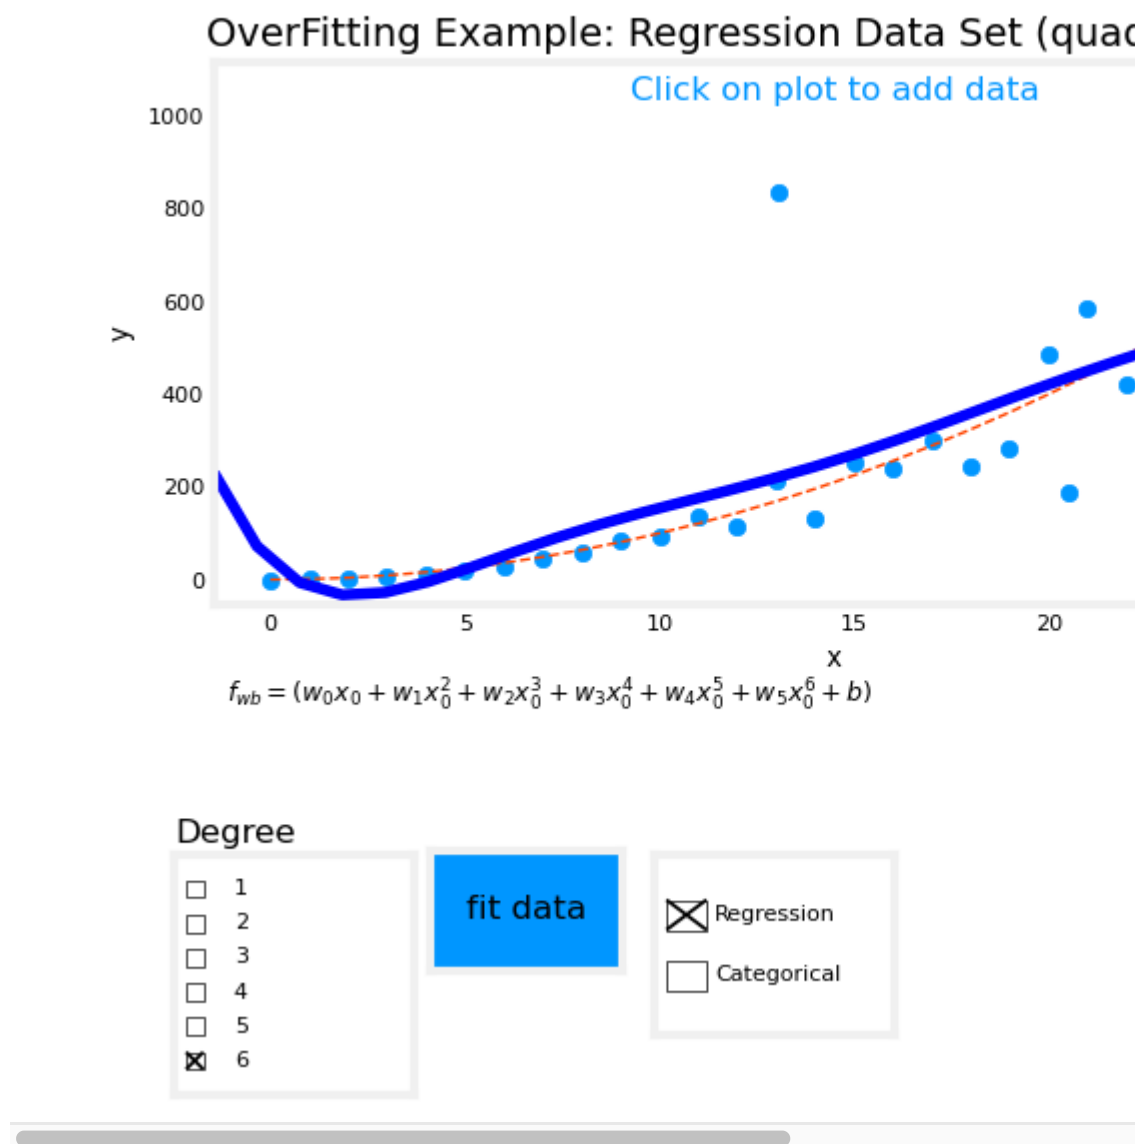 OverFitting Example: Regression Data Set (quad
Click on plot to add data
1000
800
600
400
200
0
y
0 5 10 15 20
x
f_{wb} = (w_0x_0 + w_1x_0^2 + w_2x_0^3 + w_3x_0^4 + w_4x_0^5 + w_5x_0^6 + b)
Degree
1
2
3
4
5
6
fit data
Regression
Categorical